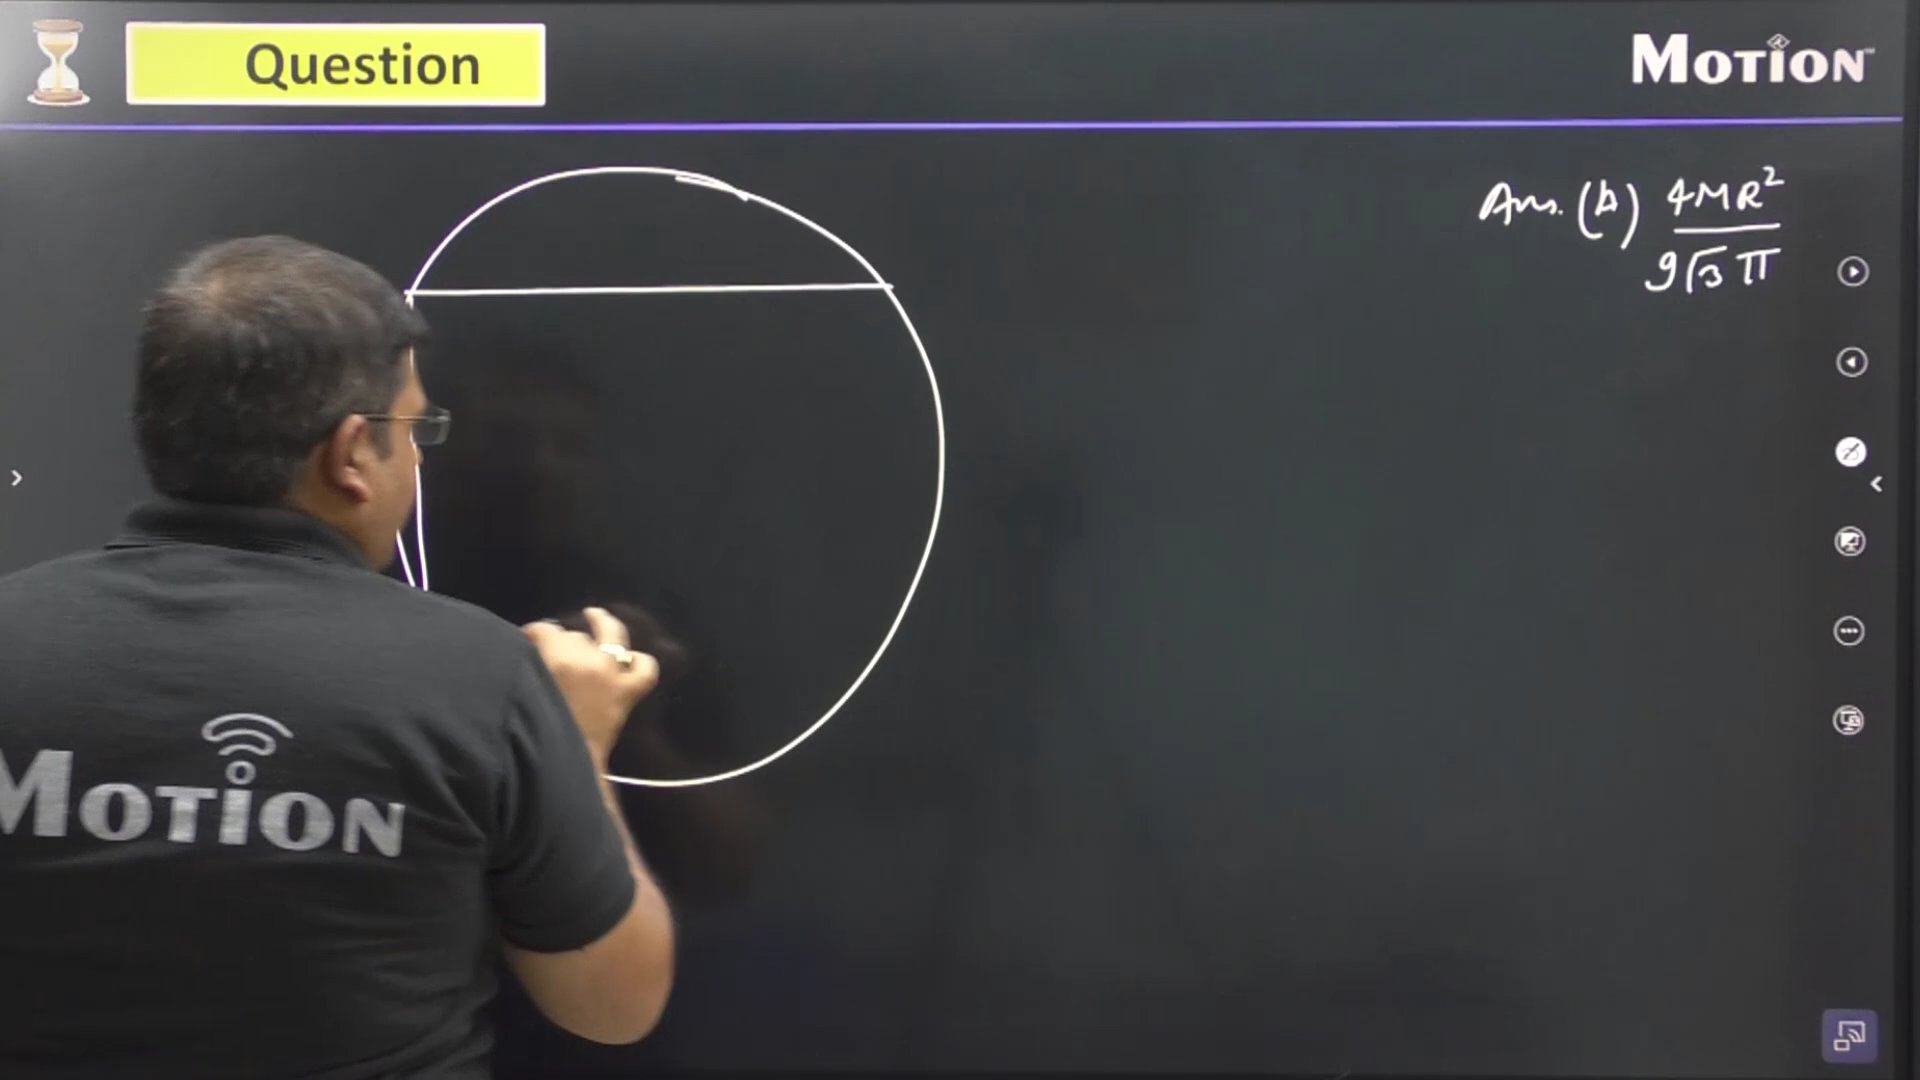 Question
MOTION
Ans. (A) 4MR²
9√3 π
MOTION